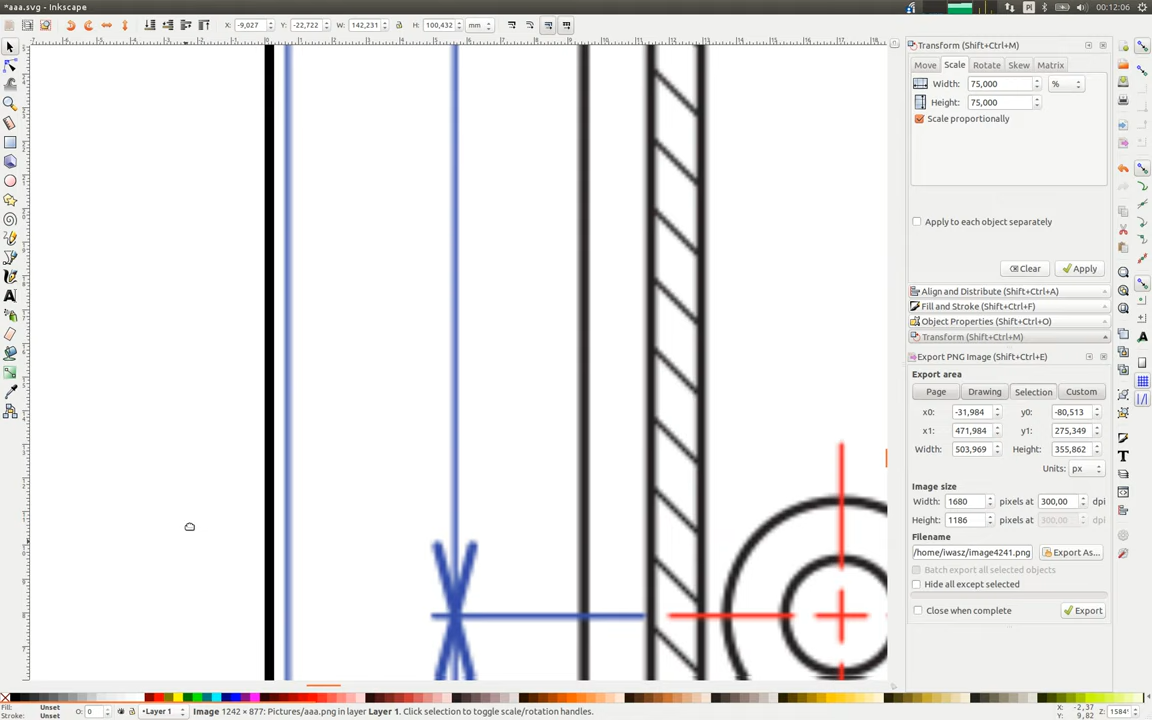 *aaa.svg - Inkscape
Pl 00:12:06
X: -9,027 Y: -22,722 W: 142,231 H: 100,432 mm
Transform (Shift+Ctrl+M)
Move Scale Rotate Skew Matrix
Width: 75,000 %
Height: 75,000
Scale proportionally
Apply to each object separately
Clear Apply
Align and Distribute (Shift+Ctrl+A)
Fill and Stroke (Shift+Ctrl+F)
Object Properties (Shift+Ctrl+O)
Transform (Shift+Ctrl+M)
Export PNG Image (Shift+Ctrl+E)
Export area
Page Drawing Selection Custom
x0: -31,984 y0: -80,513
x1: 471,984 y1: 275,349
Width: 503,969 Height: 355,862
Units: px
Image size
Width: 1680 pixels at 300,00 dpi
Height: 1186 pixels at 300,00 dpi
Filename
/home/iwasz/image4241.png Export As...
Batch export all selected objects
Hide all except selected
Close when complete Export
Fill: Unset
Stroke: Unset
O: 0 Layer 1 Image 1242 × 877: Pictures/aaa.png in layer Layer 1. Click selection to toggle scale/rotation handles.
X: -2,37
Y: 9,82
Z: 1584%